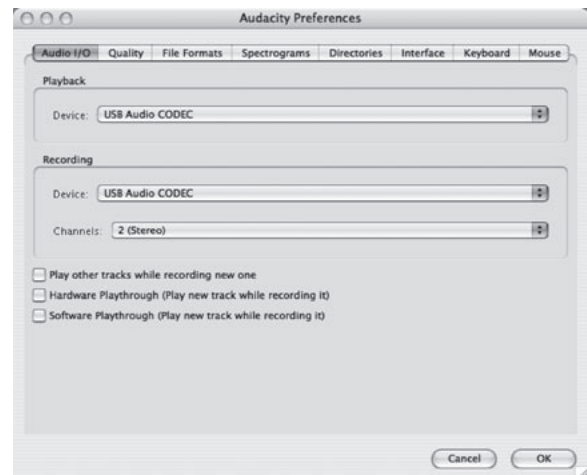 Audacity Preferences
Audio I/O Quality File Formats Spectrograms Directories Interface Keyboard Mouse
Playback
Device: USB Audio CODEC
Recording
Device: USB Audio CODEC
Channels: 2 (Stereo)
Play other tracks while recording new one
Hardware Playthrough (Play new track while recording it)
Software Playthrough (Play new track while recording it)
Cancel OK